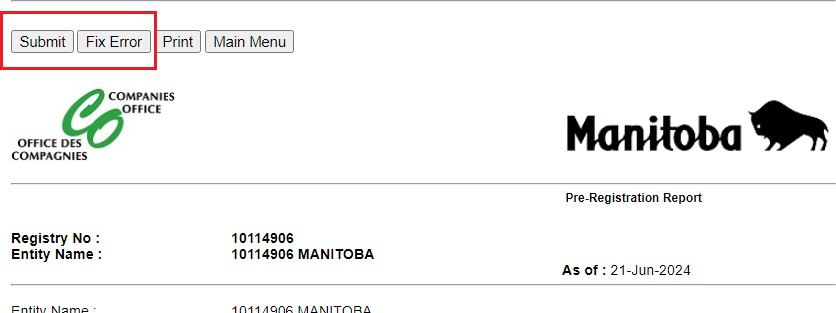 Submit Fix Error Print Main Menu
COMPANIES
OFFICE
OFFICE DES
COMPAGNIES
Manitoba
Pre-Registration Report
Registry No : 10114906
Entity Name : 10114906 MANITOBA
As of : 21-Jun-2024
Entity Name : 10114906 MANITOBA